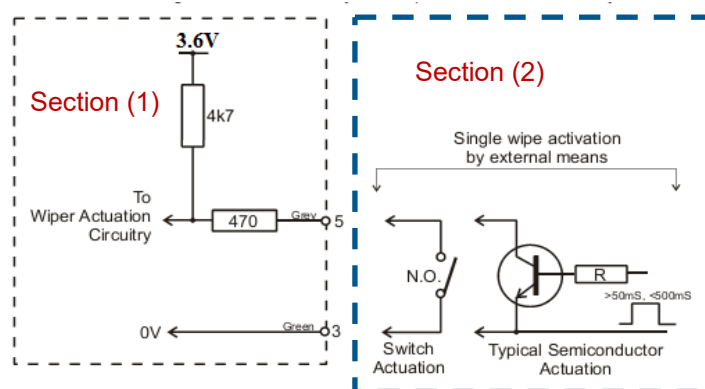 3.6V
Section (1)
4k7
To
Wiper Actuation
Circuitry
470
Grey
5
0V
Green
3
Section (2)
Single wipe activation
by external means
N.O.
R
>50mS, <500mS
Switch
Actuation
Typical Semiconductor
Actuation